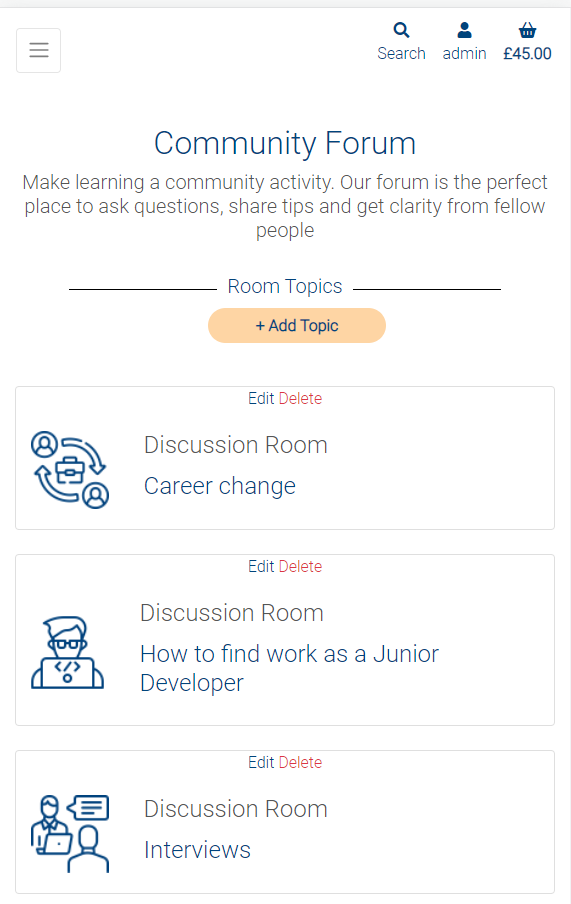 Search admin £45.00
Community Forum
Make learning a community activity. Our forum is the perfect
place to ask questions, share tips and get clarity from fellow
people
Room Topics
+ Add Topic
Edit Delete
Discussion Room
Career change
Edit Delete
Discussion Room
How to find work as a Junior
Developer
Edit Delete
Discussion Room
Interviews